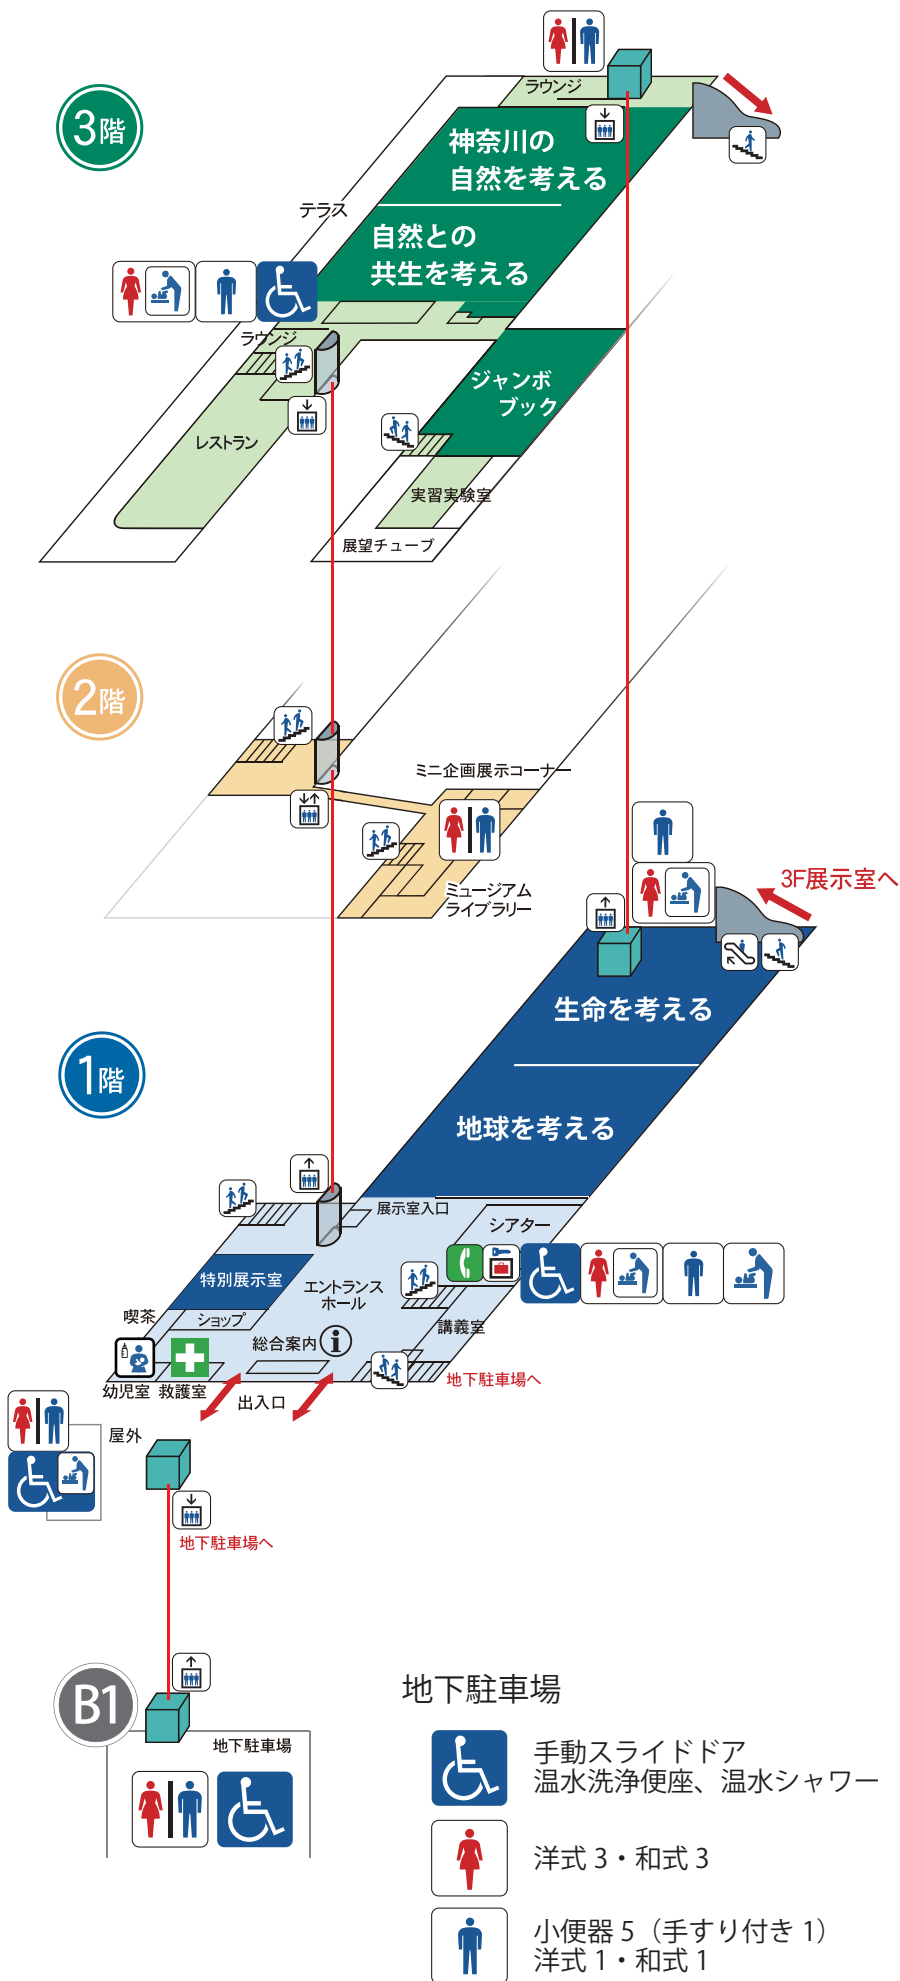 3階
ラウンジ
神奈川の
自然を考える
テラス
自然との
共生を考える
ラウンジ
ジャンボ
ブック
レストラン
実習実験室
展望チューブ
2階
ミニ企画展示コーナー
ミュージアム
ライブラリー
3F展示室へ
生命を考える
1階
地球を考える
展示室入口
シアター
特別展示室
エントランス
ホール
喫茶
ショップ
講義室
総合案内
i
地下駐車場へ
幼児室
救護室
出入口
屋外
地下駐車場へ
B1
地下駐車場
地下駐車場
手動スライドドア
温水洗浄便座、温水シャワー
洋式 3・和式 3
小便器 5（手すり付き 1）
洋式 1・和式 1